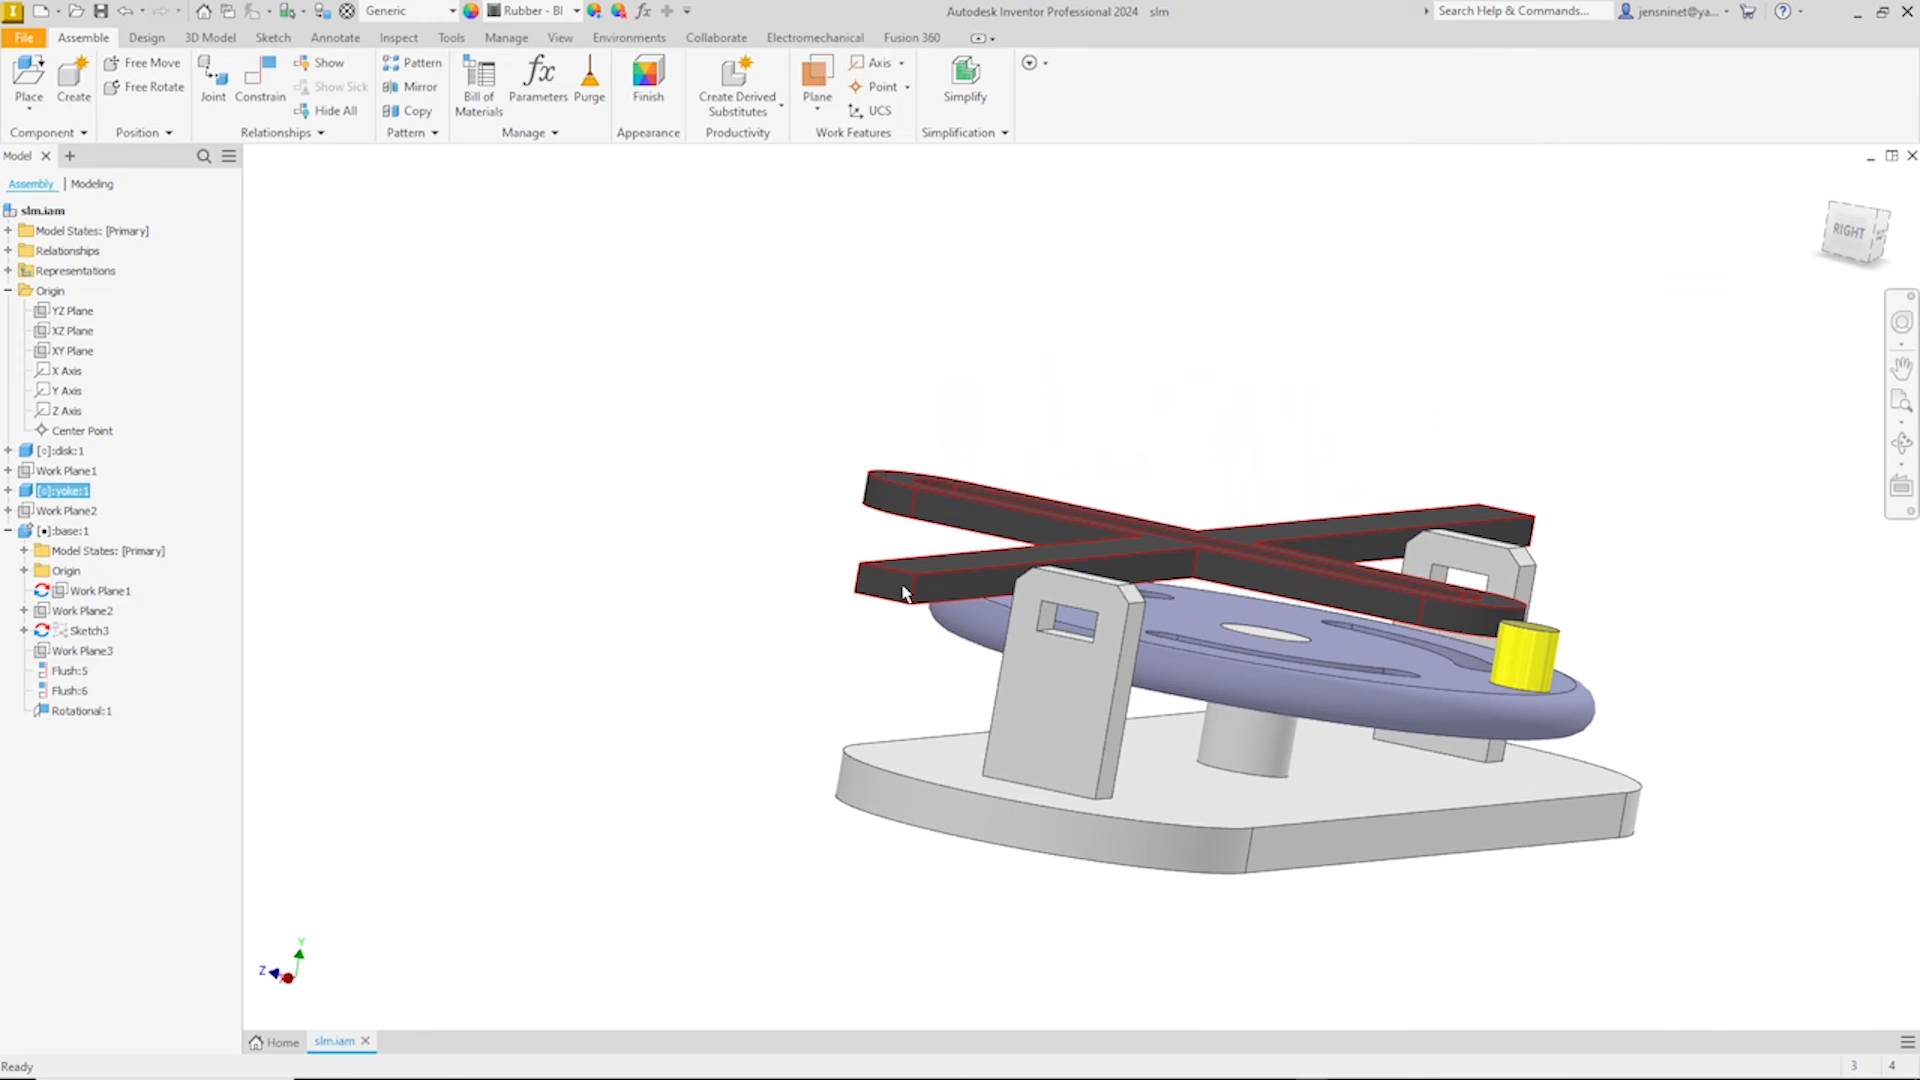 Generic
Rubber - Bl
fx
Autodesk Inventor Professional 2024 slm
Search Help & Commands...
jensninet@ya...
File Assemble Design 3D Model Sketch Annotate Inspect Tools Manage View Environments Collaborate Electromechanical Fusion 360
Place
Create
Free Move
Free Rotate
Joint
Constrain
Show
Show Sick
Hide All
Pattern
Mirror
Copy
Bill of Materials
fx
Parameters
Purge
Finish
Create Derived Substitutes
Plane
Axis
Point
UCS
Simplify
Component Position Relationships Pattern Manage Appearance Productivity Work Features Simplification
Model
Assembly | Modeling
slm.iam
Model States: [Primary]
Relationships
Representations
Origin
YZ Plane
XZ Plane
XY Plane
X Axis
Y Axis
Z Axis
Center Point
[○]:disk:1
Work Plane1
[○]:yoke:1
Work Plane2
[●]:base:1
Model States: [Primary]
Origin
Work Plane1
Work Plane2
Sketch3
Work Plane3
Flush:5
Flush:6
Rotational:1
RIGHT
Y
Z
Home
slm.iam
Ready
3 4